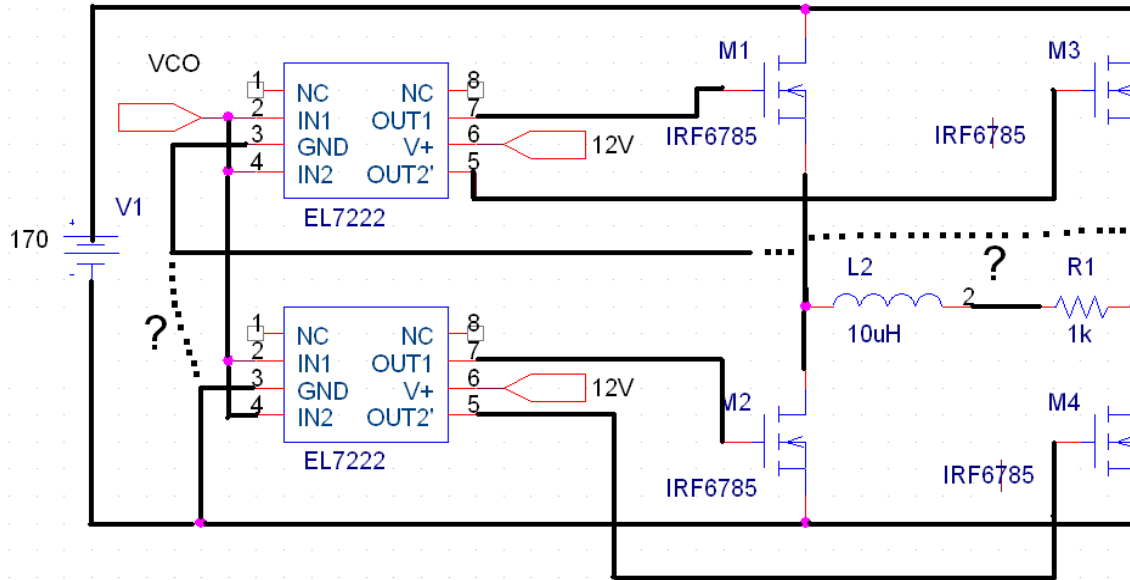 M1
M3
VCO
1
NC
NC
8
2
IN1
OUT1
7
3
GND
V+
6
12V
IRF6785
IRF6785
4
IN2
OUT2'
5
EL7222
V1
+
170
-
L2
?
R1
2
10uH
1k
?
1
NC
NC
8
2
IN1
OUT1
7
3
GND
V+
6
12V
M2
M4
4
IN2
OUT2'
5
EL7222
IRF6785
IRF6785